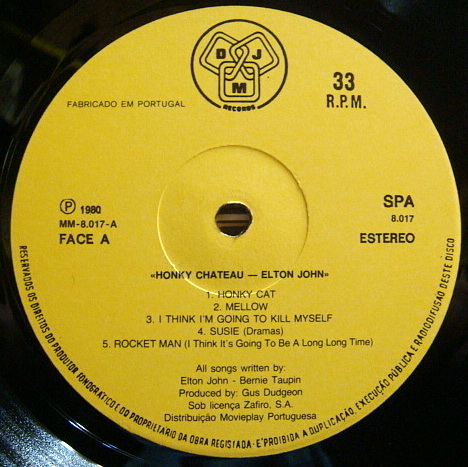 D J
M
RECORDS
33
R.P.M.
FABRICADO EM PORTUGAL
Ⓟ 1980
MM-8.017-A
FACE A
SPA
8.017
ESTEREO
«HONKY CHATEAU — ELTON JOHN»
1. HONKY CAT
2. MELLOW
3. I THINK I'M GOING TO KILL MYSELF
4. SUSIE (Dramas)
5. ROCKET MAN (I Think It's Going To Be A Long Long Time)
All songs written by:
Elton John - Bernie Taupin
Produced by: Gus Dudgeon
Sob licença Zafiro, S.A.
Distribuição Movieplay Portuguesa
RESERVADOS OS DIREITOS DO PRODUTOR FONOGRAFICO E DO PROPRIETARIO DA OBRA REGISTADA - E'PROIBIDA A DUPLICAÇÃO, EXECUÇÃO PUBLICA E RADIODIFUSÃO DESTE DISCO